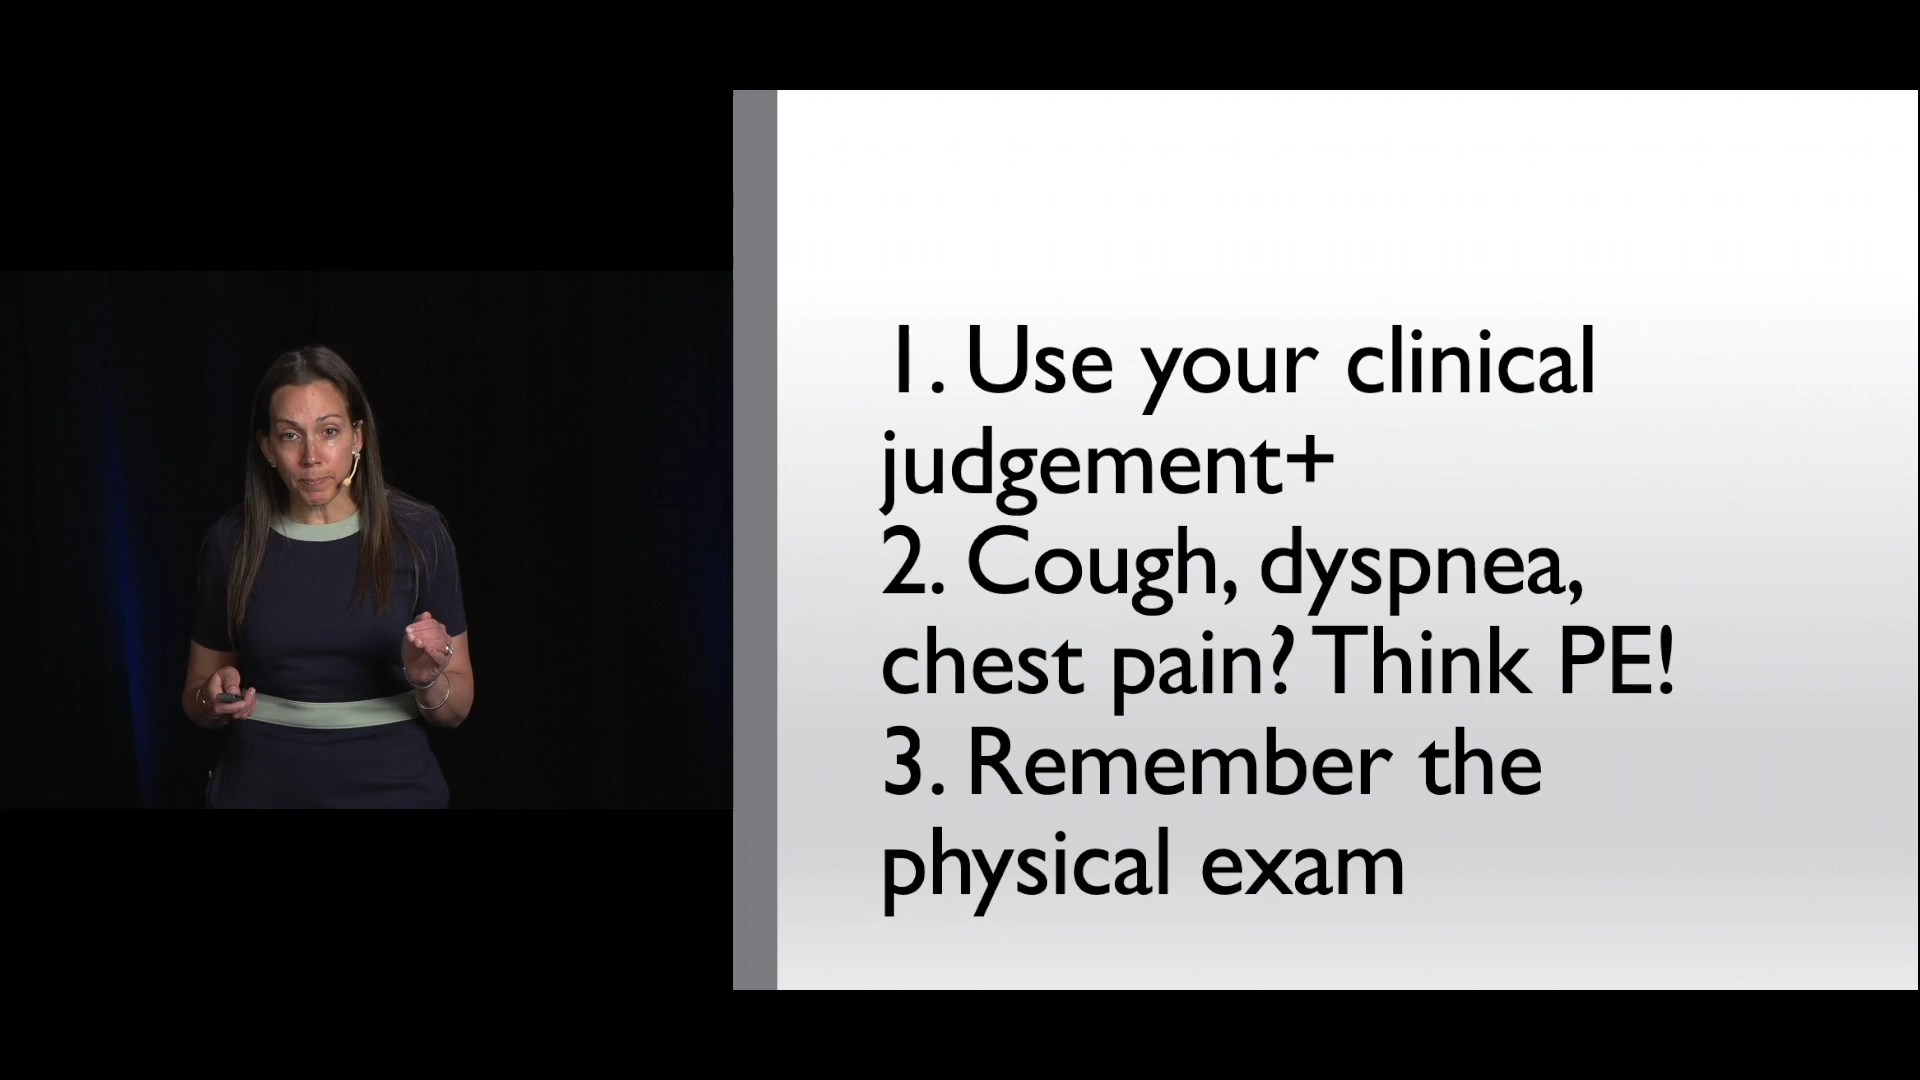 1. Use your clinical
judgement+
2. Cough, dyspnea,
chest pain? Think PE!
3. Remember the
physical exam